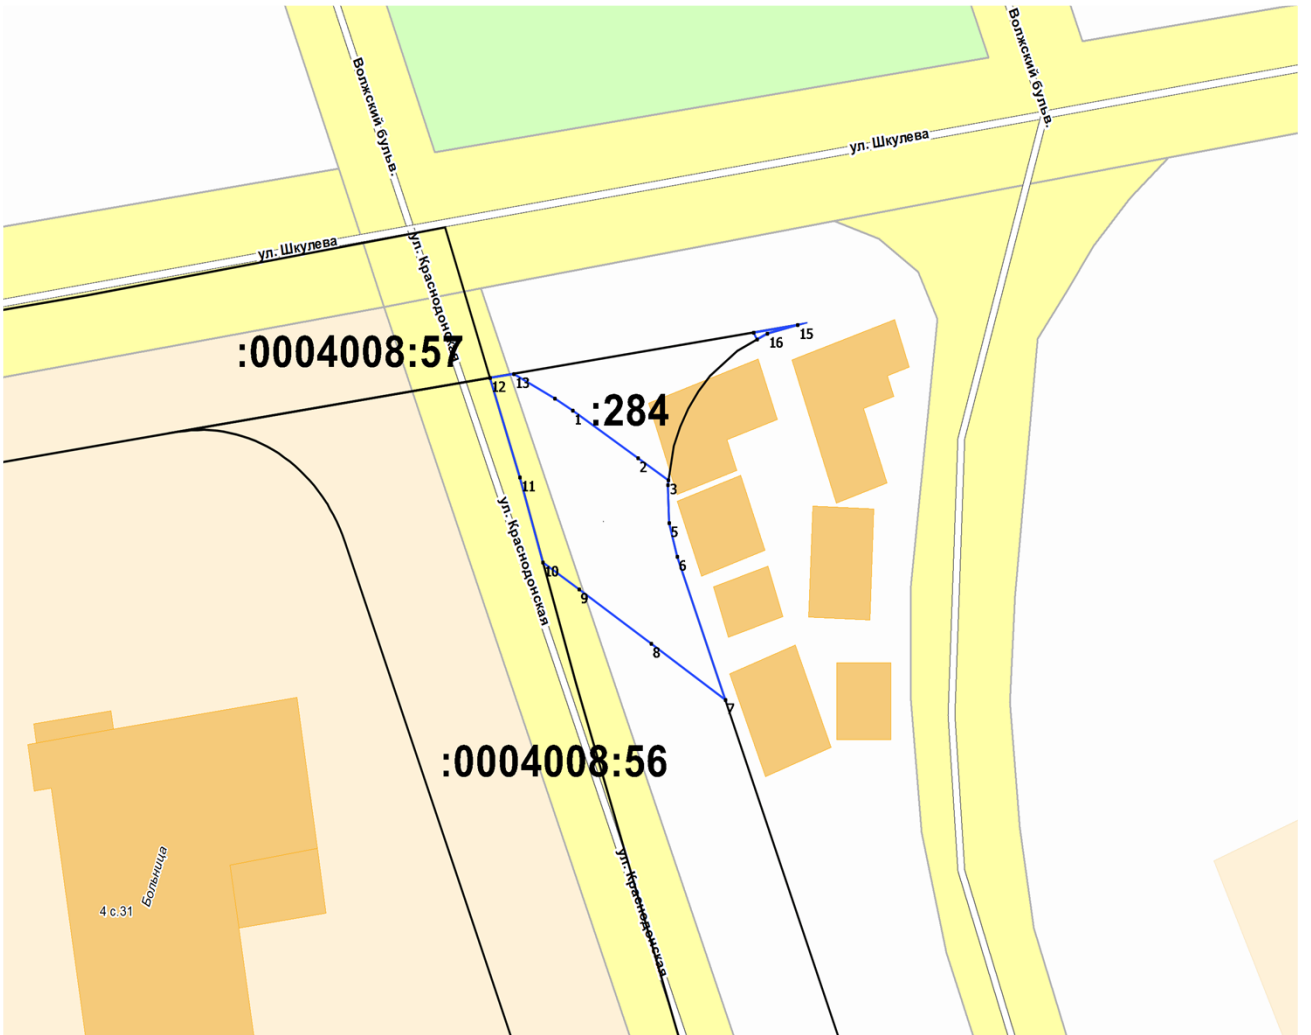 Волжский бульв.
Волжский бульв.
ул. Шкулева
ул. Шкулева
ул. Краснодонская
:0004008:57
15
16
12
13
1
:284
2
3
11
5
6
10
9
ул. Краснодонская
8
7
:0004008:56
ул. Краснодонская
Больница
4 с.31